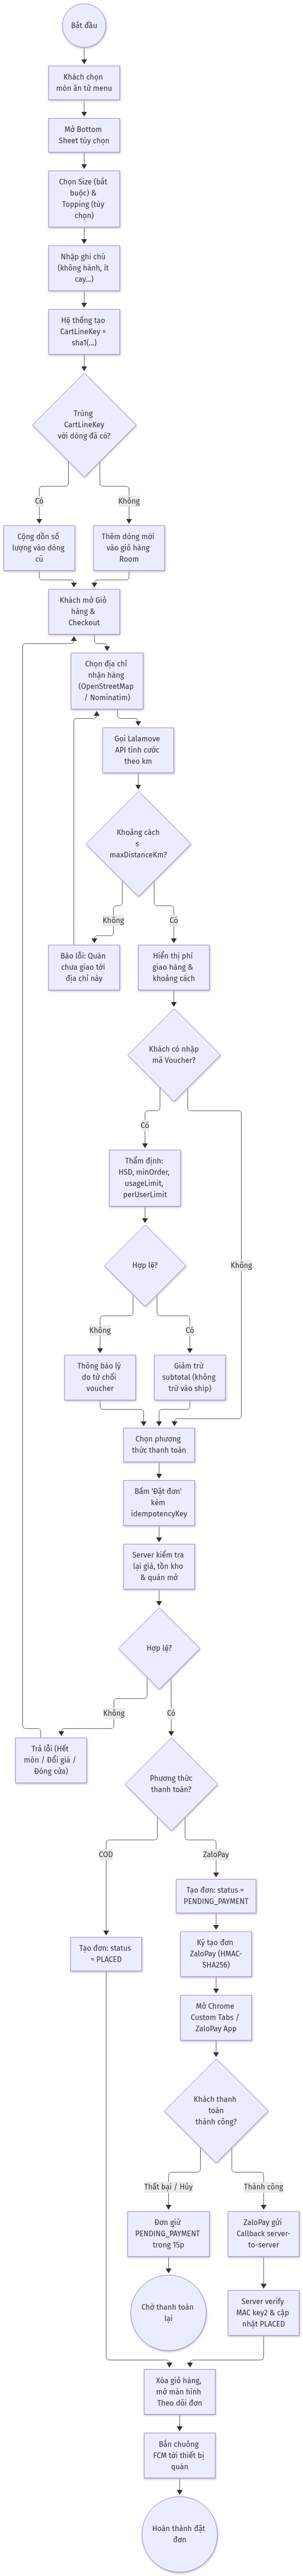 Bắt đầu
Khách chọn
món ăn từ menu
Mở Bottom
Sheet tùy chọn
Chọn Size (bắt
buộc) &
Topping (tùy
chọn)
Nhập ghi chú
(không hành, ít
cay...)
Hệ thống tạo
CartLineKey =
sha1(...)
Trùng
CartLineKey
với dòng đã có?
Có
Không
Cộng dồn số
lượng vào dòng
cũ
Thêm dòng mới
vào giỏ hàng
Room
Khách mở Giỏ
hàng &
Checkout
Chọn địa chỉ
nhận hàng
(OpenStreetMap
/ Nominatim)
Gọi Lalamove
API tính cước
theo km
Khoảng cách
≤
maxDistanceKm?
Không
Có
Báo lỗi: Quán
chưa giao tới
địa chỉ này
Hiển thị phí
giao hàng &
khoảng cách
Khách có nhập
mã Voucher?
Có
Thẩm định:
HSD, minOrder,
usageLimit,
perUserLimit
Hợp lệ?
Không
Không
Có
Thông báo lý
do từ chối
voucher
Giảm trừ
subtotal (không
trừ vào ship)
Chọn phương
thức thanh toán
Bấm 'Đặt đơn'
kèm
idempotencyKey
Server kiểm tra
lại giá, tồn kho
& quán mở
Hợp lệ?
Không
Có
Trả lỗi (Hết
món / Đổi giá /
Đóng cửa)
Phương thức
thanh toán?
COD
ZaloPay
Tạo đơn: status =
PENDING_PAYMENT
Tạo đơn: status
= PLACED
Ký tạo đơn
ZaloPay (HMAC-
SHA256)
Mở Chrome
Custom Tabs /
ZaloPay App
Khách thanh
toán
thành công?
Thất bại / Hủy
Thành công
Đơn giữ
PENDING_PAYMENT
trong 15p
ZaloPay gửi
Callback server-
to-server
Chờ thanh toán
lại
Server verify
MAC key2 & cập
nhật PLACED
Xóa giỏ hàng,
mở màn hình
Theo dõi đơn
Bắn chuông
FCM tới thiết bị
quán
Hoàn thành đặt
đơn